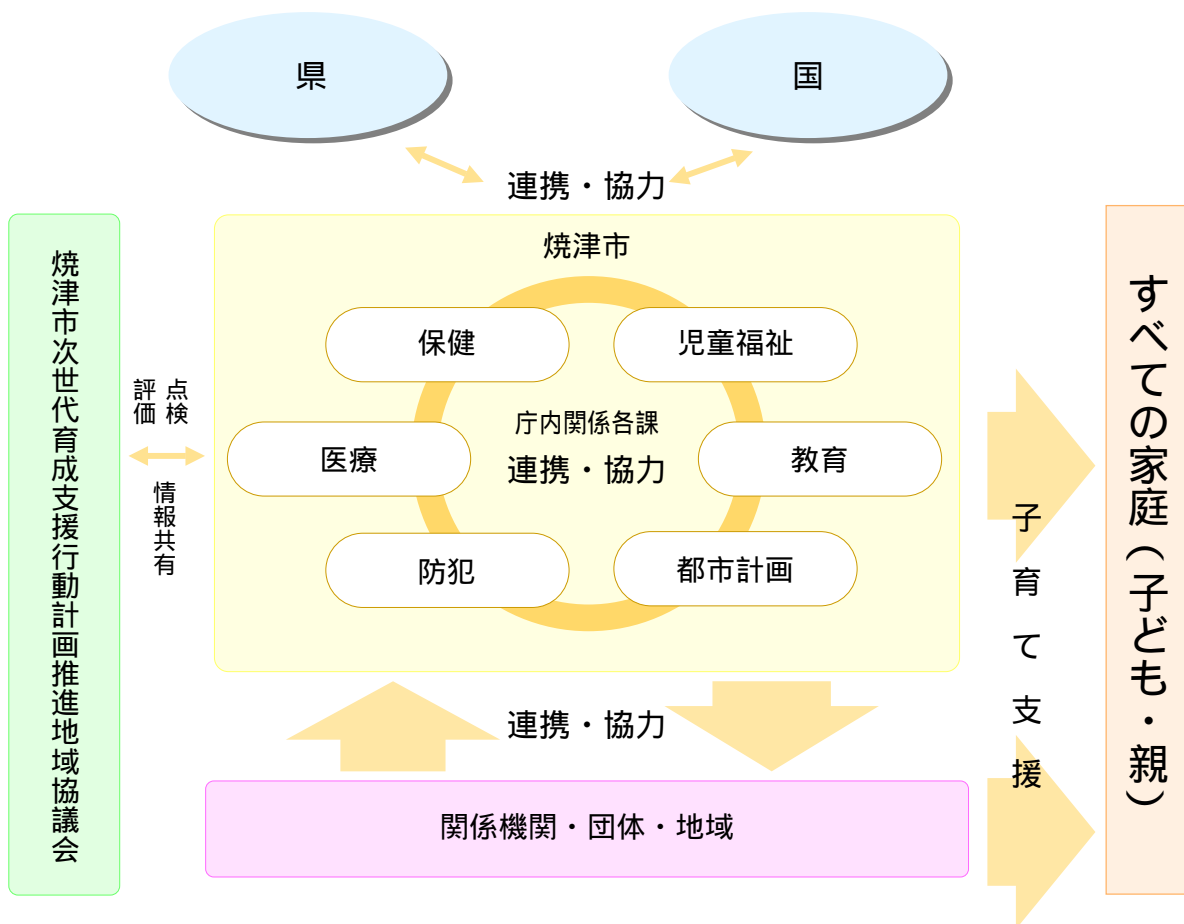 県
国
連携・協力
焼津市
保健
児童福祉
医療
庁内関係各課
連携・協力
教育
防犯
都市計画
焼津市次世代育成支援行動計画推進地域協議会
点検
評価
情報共有
連携・協力
関係機関・団体・地域
子育て支援
すべての家庭（子ども・親）